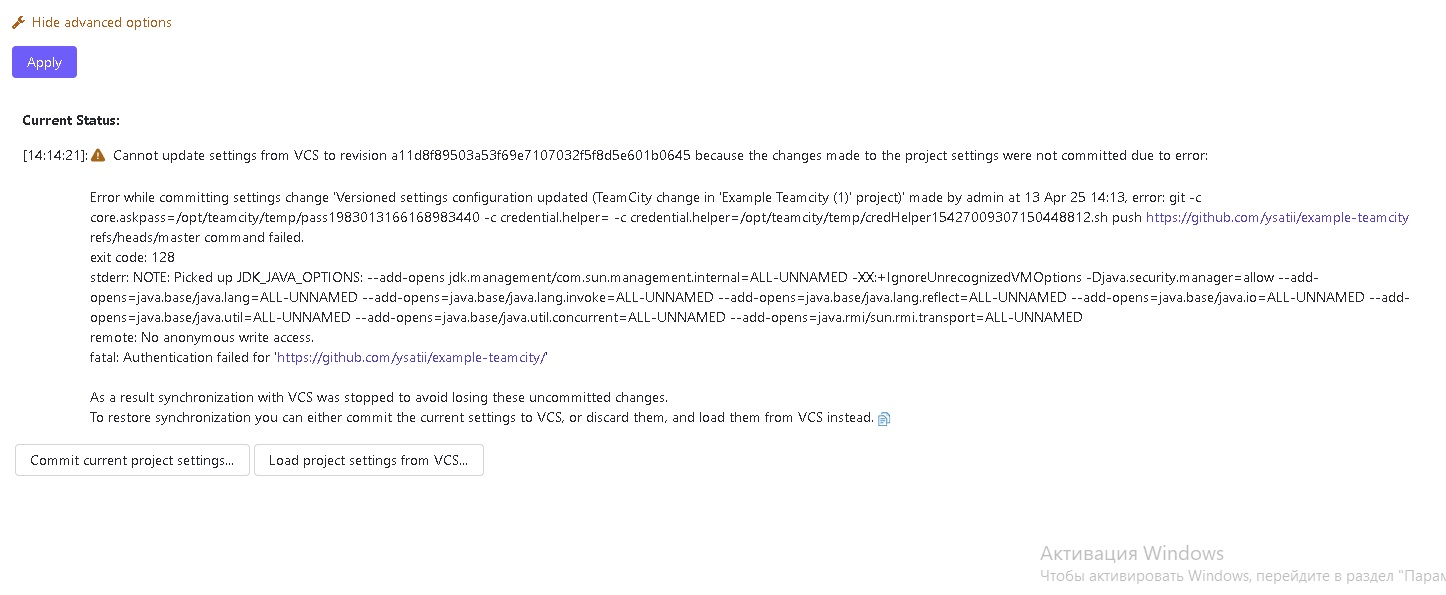 Hide advanced options
Apply
Current Status:
[14:14:21]: Cannot update settings from VCS to revision a11d8f89503a53f69e7107032f5f8d5e601b0645 because the changes made to the project settings were not committed due to error:
Error while committing settings change 'Versioned settings configuration updated (TeamCity change in 'Example Teamcity (1)' project)' made by admin at 13 Apr 25 14:13, error: git -c
core.askpass=/opt/teamcity/temp/pass1983013166168983440 -c credential.helper= -c credential.helper=/opt/teamcity/temp/credHelper15427009307150448812.sh push https://github.com/ysatii/example-teamcity
refs/heads/master command failed.
exit code: 128
stderr: NOTE: Picked up JDK_JAVA_OPTIONS: --add-opens jdk.management/com.sun.management.internal=ALL-UNNAMED -XX:+IgnoreUnrecognizedVMOptions -Djava.security.manager=allow --add-
opens=java.base/java.lang=ALL-UNNAMED --add-opens=java.base/java.lang.invoke=ALL-UNNAMED --add-opens=java.base/java.lang.reflect=ALL-UNNAMED --add-opens=java.base/java.io=ALL-UNNAMED --add-
opens=java.base/java.util=ALL-UNNAMED --add-opens=java.base/java.util.concurrent=ALL-UNNAMED --add-opens=java.rmi/sun.rmi.transport=ALL-UNNAMED
remote: No anonymous write access.
fatal: Authentication failed for 'https://github.com/ysatii/example-teamcity/'
As a result synchronization with VCS was stopped to avoid losing these uncommitted changes.
To restore synchronization you can either commit the current settings to VCS, or discard them, and load them from VCS instead.
Commit current project settings...
Load project settings from VCS...
Активация Windows
Чтобы активировать Windows, перейдите в раздел "Парам